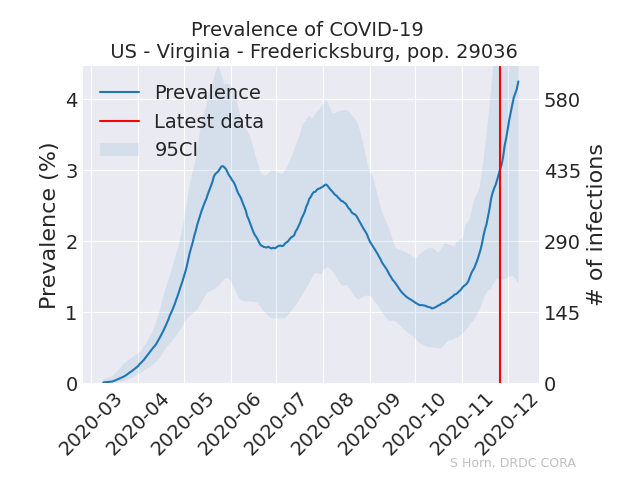 Prevalence of COVID-19
US - Virginia - Fredericksburg, pop. 29036
Prevalence
Latest data
95CI
Prevalence (%)
4
3
2
1
0
# of infections
580
435
290
145
0
2020-03
2020-04
2020-05
2020-06
2020-07
2020-08
2020-09
2020-10
2020-11
2020-12
S Horn, DRDC CORA